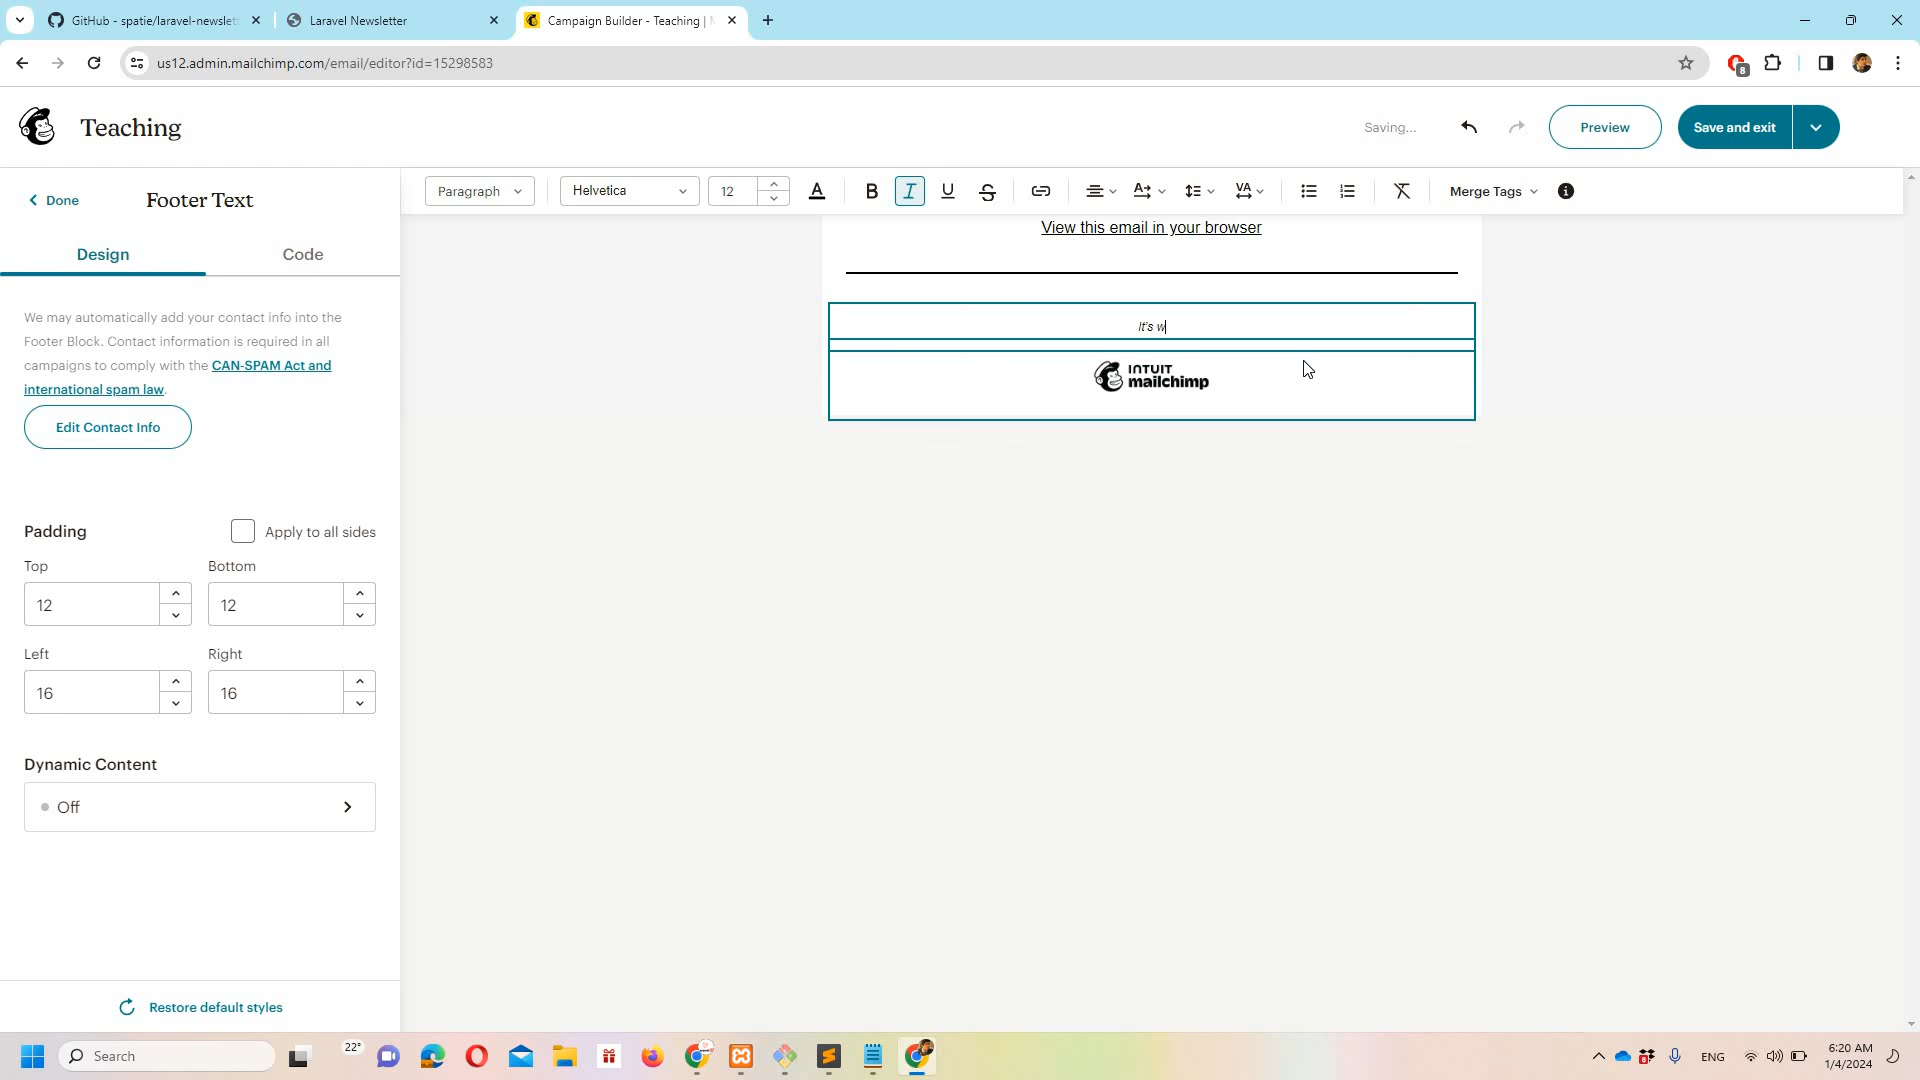 GitHub - spatie/laravel-newslet
Laravel Newsletter
Campaign Builder - Teaching |
us12.admin.mailchimp.com/email/editor?id=15298583
8
Teaching
Saving...
Preview
Save and exit
Done
Footer Text
Paragraph
Helvetica
12
Merge Tags
Design
Code
View this email in your browser
We may automatically add your contact info into the
Footer Block. Contact information is required in all
campaigns to comply with the CAN-SPAM Act and
international spam law.
Edit Contact Info
It's w
INTUIT
mailchimp
Padding
Apply to all sides
Top
Bottom
12
12
Left
Right
16
16
Dynamic Content
Off
Restore default styles
Search
22°
ENG
6:20 AM
1/4/2024